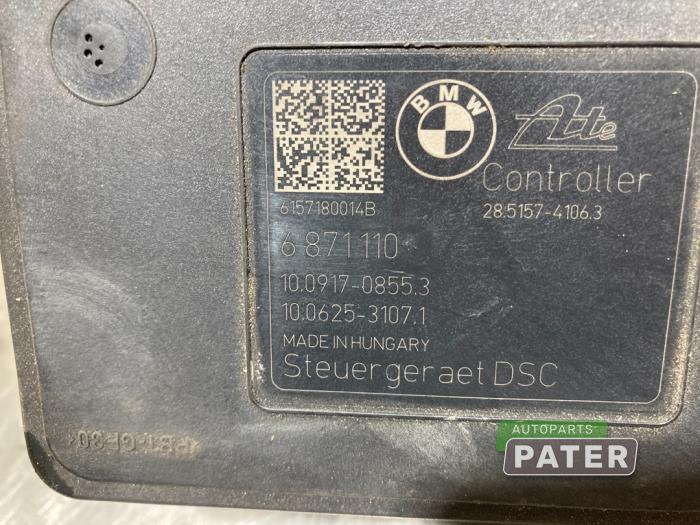 BMW
Ate
Controller
6157180014B
28.5157-4106.3
6 871 110
10.0917-0855.3
10.0625-3107.1
MADE IN HUNGARY
Steuergeraet DSC
AUTOPARTS
PATER